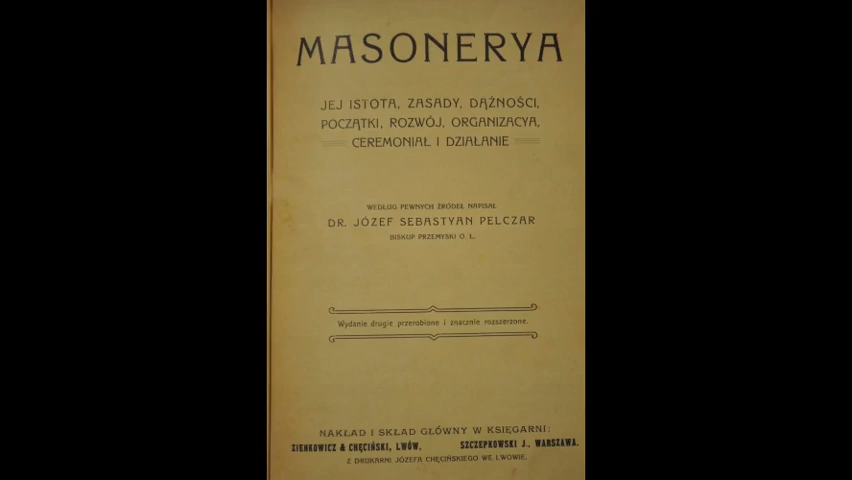 MASONERYA
JEJ ISTOTA, ZASADY, DĄŻNOŚCI,
POCZĄTKI, ROZWÓJ, ORGANIZACYA,
CEREMONIAŁ I DZIAŁANIE
WEDŁUG PEWNYCH ŹRÓDEŁ NAPISAŁ
DR. JÓZEF SEBASTYAN PELCZAR
BISKUP PRZEMYSKI O. Ł.
Wydanie drugie przerobione i znacznie rozszerzone.
NAKŁAD I SKŁAD GŁÓWNY W KSIĘGARNI:
ZIENKOWICZ & CHĘCIŃSKI, LWÓW. SZCZEPKOWSKI J., WARSZAWA.
Z DRUKARNI JÓZEFA CHĘCIŃSKIEGO WE LWOWIE.